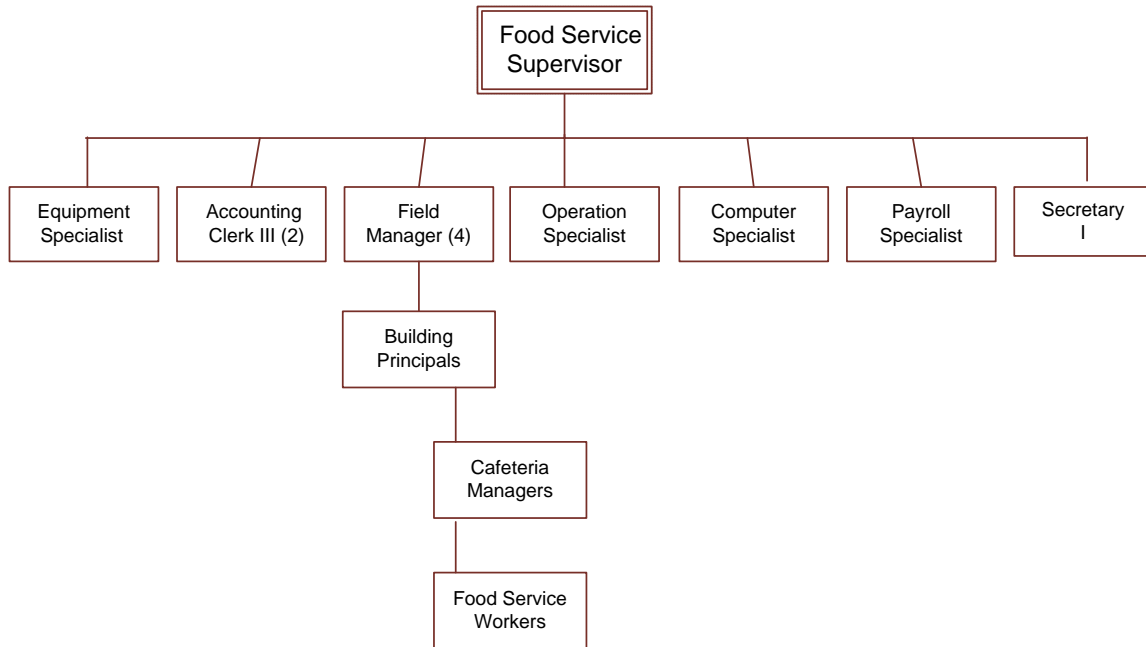 Food Service
Supervisor
Equipment
Specialist
Accounting
Clerk III (2)
Field
Manager (4)
Operation
Specialist
Computer
Specialist
Payroll
Specialist
Secretary
I
Building
Principals
Cafeteria
Managers
Food Service
Workers